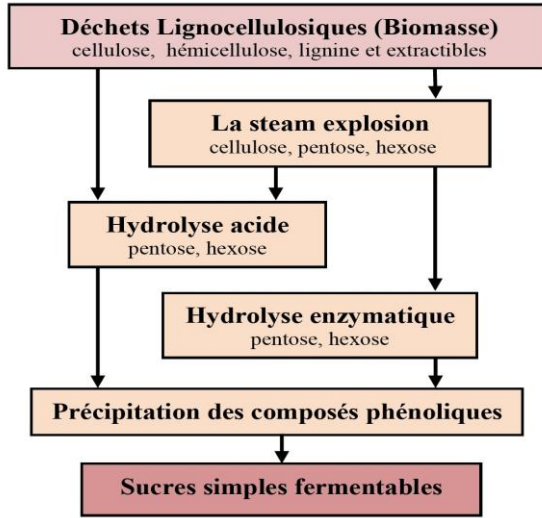 Déchets Lignocellulosiques (Biomasse)
cellulose, hémicellulose, lignine et extractibles
La steam explosion
cellulose, pentose, hexose
Hydrolyse acide
pentose, hexose
Hydrolyse enzymatique
pentose, hexose
Précipitation des composés phénoliques
Sucres simples fermentables